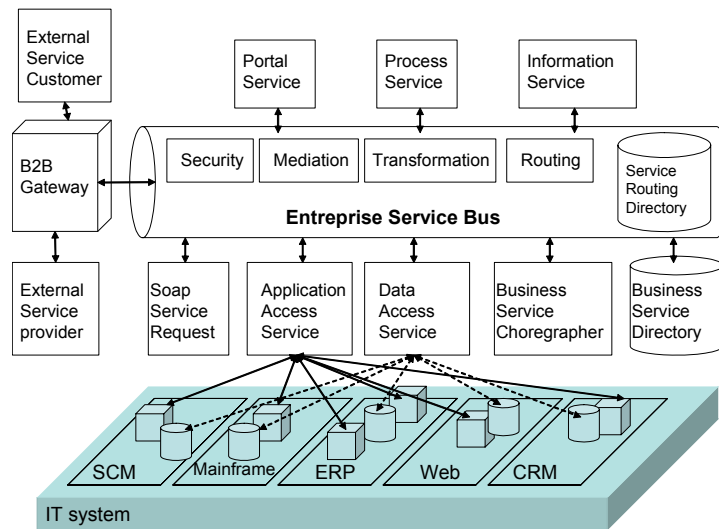 External
Service
Customer
Portal
Service
Process
Service
Information
Service
B2B
Gateway
Security
Mediation
Transformation
Routing
Service
Routing
Directory
Entreprise Service Bus
External
Service
provider
Soap
Service
Request
Application
Access
Service
Data
Access
Service
Business
Service
Choregrapher
Business
Service
Directory
SCM
Mainframe
ERP
Web
CRM
IT system